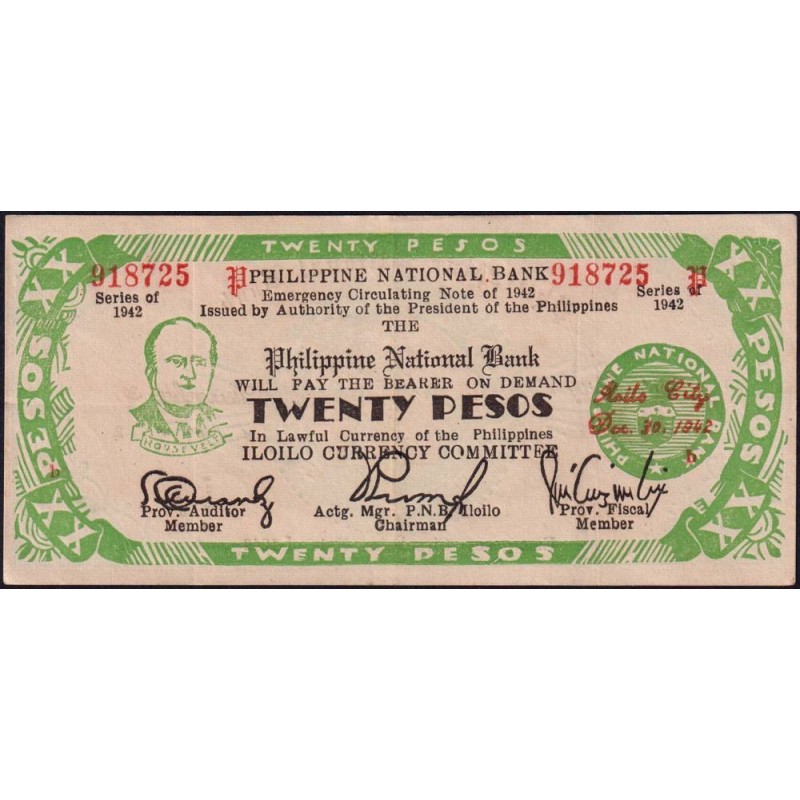 TWENTY PESOS
XX PESOS XX
XX PESOS XX
918725 P PHILIPPINE NATIONAL BANK 918725 P
Series of 1942
Emergency Circulating Note of 1942
Series of 1942
Issued by Authority of the President of the Philippines
THE
Philippine National Bank
WILL PAY THE BEARER ON DEMAND
TWENTY PESOS
In Lawful Currency of the Philippines
ILOILO CURRENCY COMMITTEE
ROOSEVELT
PHILIPPINE NATIONAL BANK
Iloilo City
Dec. 30, 1942
b
b
Prov. Auditor
Member
Actg. Mgr. P.N.B. Iloilo
Chairman
Prov. Fiscal
Member
TWENTY PESOS